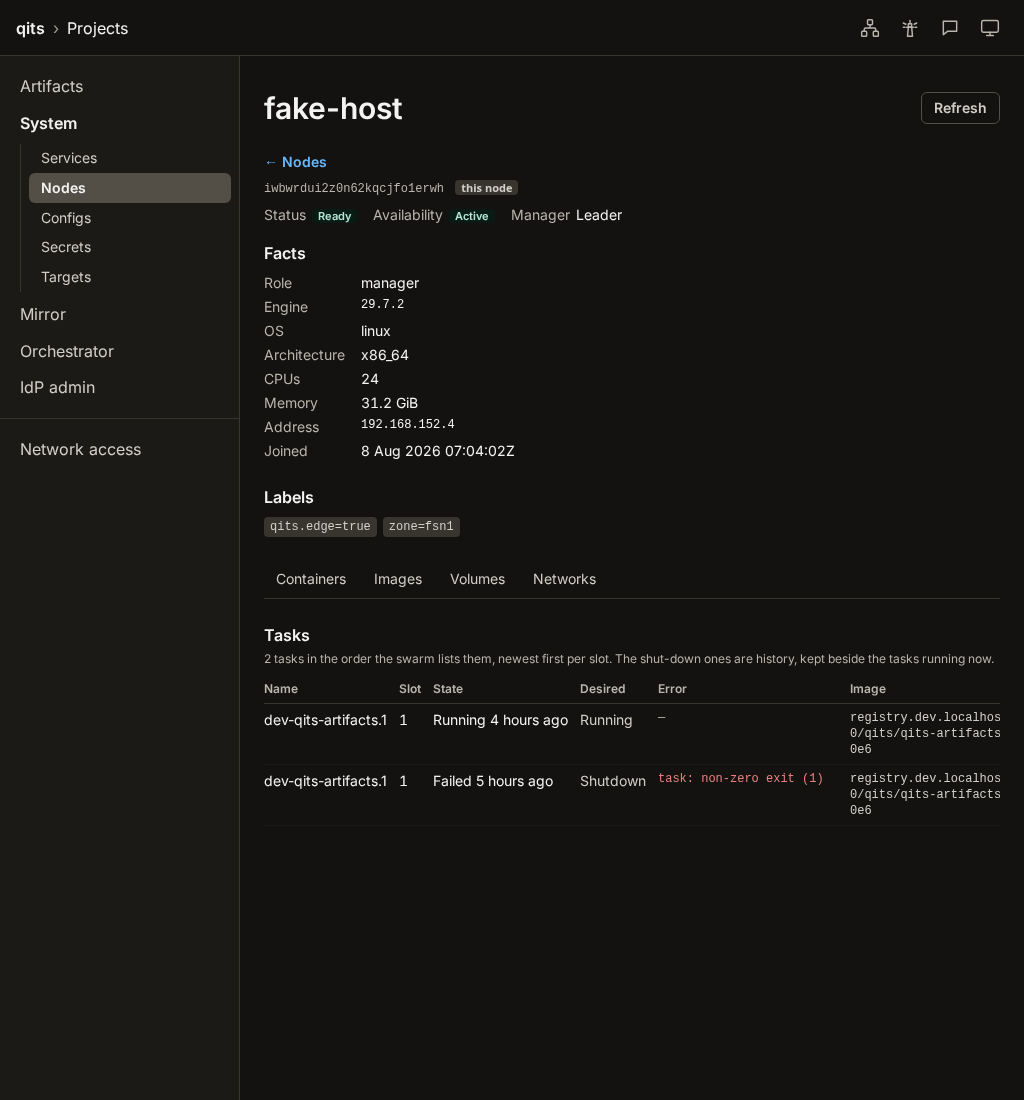 qits › Projects
Artifacts
System
Services
Nodes
Configs
Secrets
Targets
Mirror
Orchestrator
IdP admin
Network access
fake-host
Refresh
← Nodes
iwbwrdui2z0n62kqcjfo1erwh this node
Status Ready Availability Active Manager Leader
Facts
Role manager
Engine 29.7.2
OS linux
Architecture x86_64
CPUs 24
Memory 31.2 GiB
Address 192.168.152.4
Joined 8 Aug 2026 07:04:02Z
Labels
qits.edge=true zone=fsn1
Containers Images Volumes Networks
Tasks
2 tasks in the order the swarm lists them, newest first per slot. The shut-down ones are history, kept beside the tasks running now.
Name Slot State Desired Error Image
dev-qits-artifacts.1 1 Running 4 hours ago Running — registry.dev.localhos
0/qits/qits-artifacts
0e6
dev-qits-artifacts.1 1 Failed 5 hours ago Shutdown task: non-zero exit (1) registry.dev.localhos
0/qits/qits-artifacts
0e6